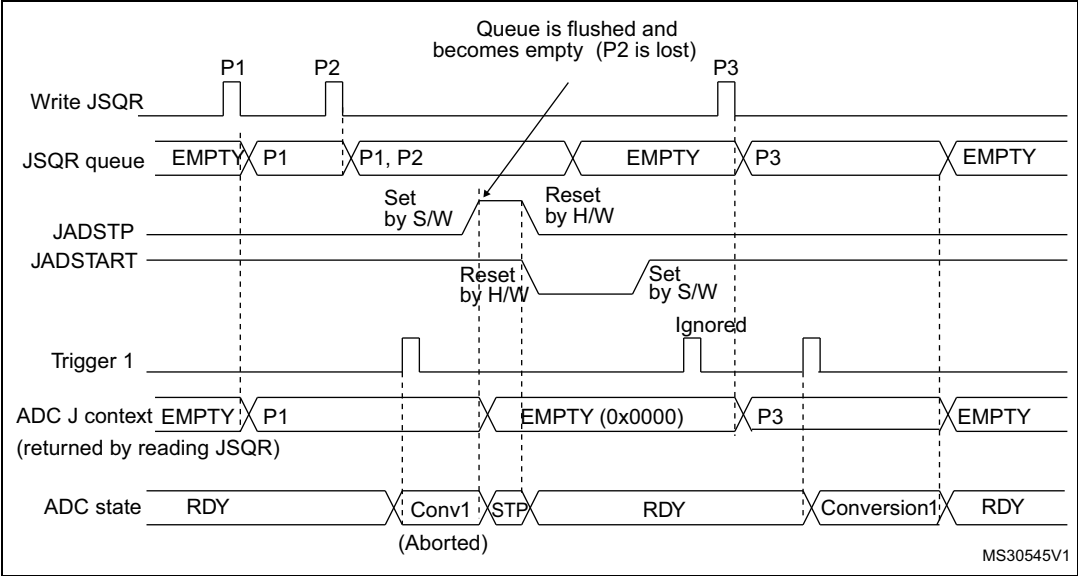 Queue is flushed and
becomes empty (P2 is lost)
P1
P2
P3
Write JSQR
JSQR queue
EMPTY
P1
P1, P2
EMPTY
P3
EMPTY
Set
by S/W
Reset
by H/W
JADSTP
JADSTART
Reset
by H/W
Set
by S/W
Ignored
Trigger 1
ADC J context
(returned by reading JSQR)
EMPTY
P1
EMPTY (0x0000)
P3
EMPTY
ADC state
RDY
Conv1
STP
RDY
Conversion1
RDY
(Aborted)
MS30545V1